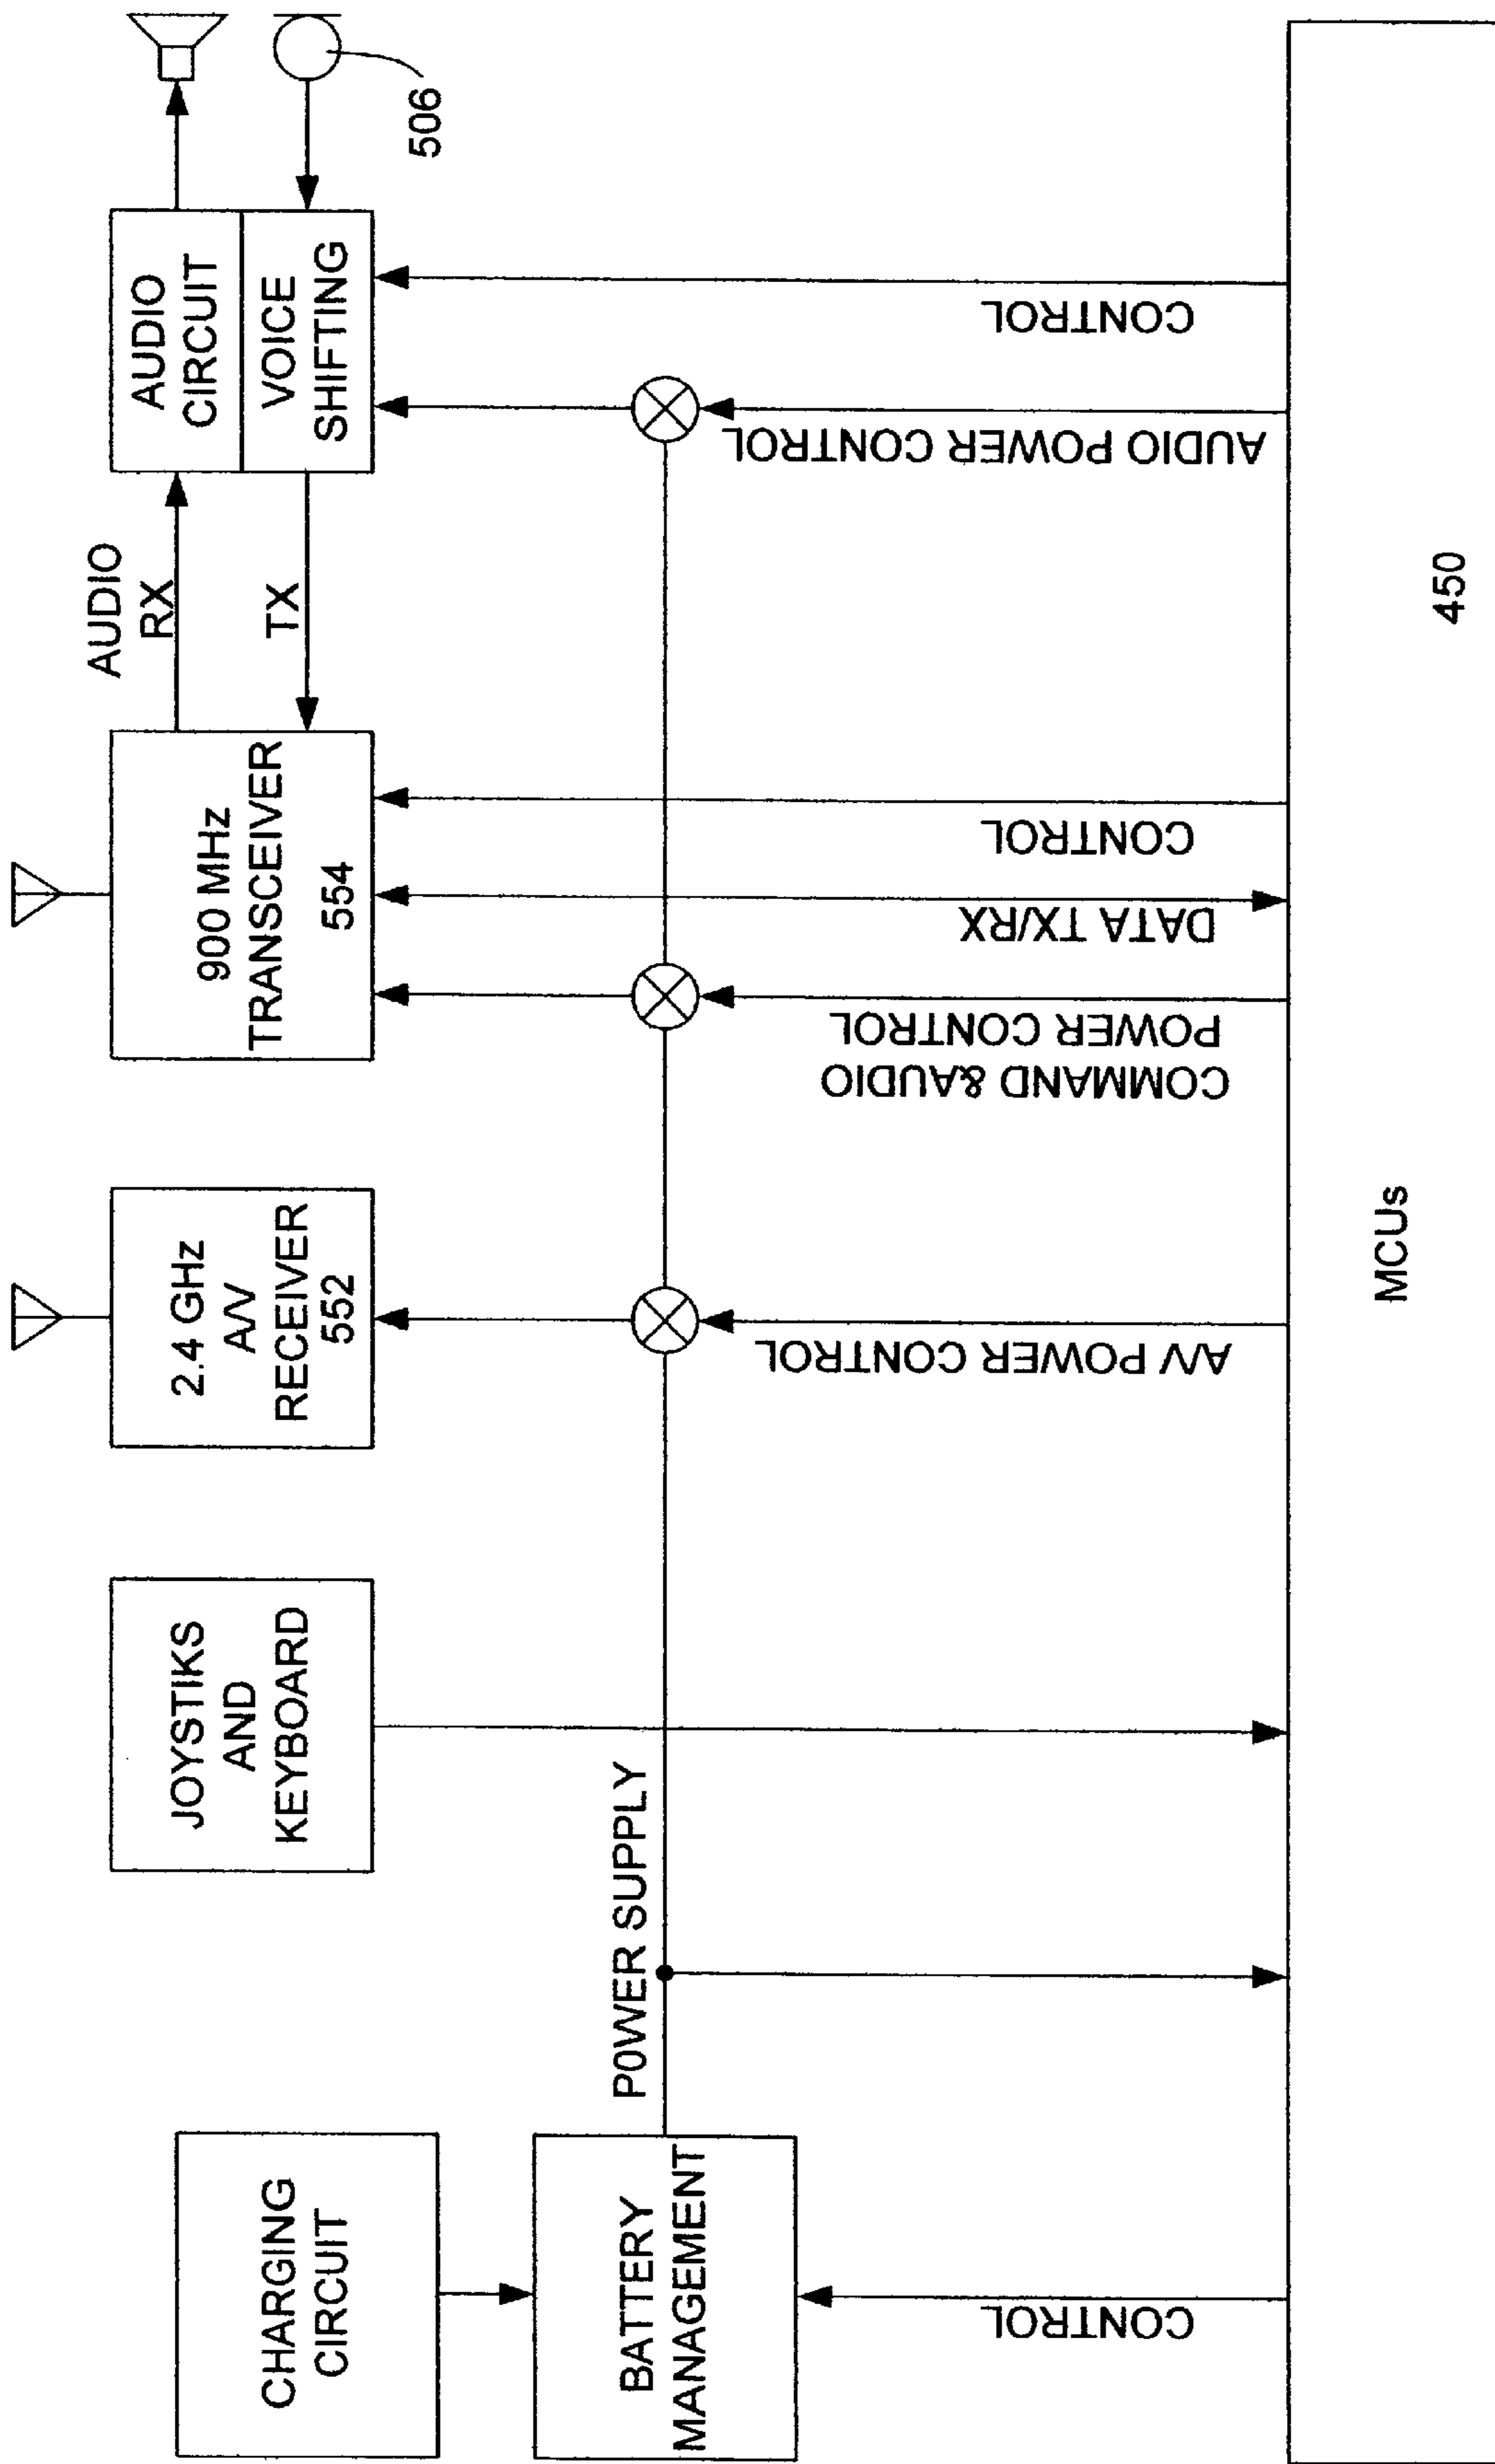 CHARGING
CIRCUIT
BATTERY
MANAGEMENT
CONTROL
P0WER SUPPLY
JOYSTIKS
AND
KEYBOARD
2.4 GHz
A/V
RECEIVER
552
A/V POWER CONTROL
900 MHz
TRANSCEIVER
554
COMMAND &AUDIO
POWER CONTROL
DATA TX/RX
CONTROL
AUDIO
RX
TX
AUDIO
CIRCUIT
VOICE
SHIFTING
AUDIO POWER CONTROL
CONTROL
506
MCUs
450